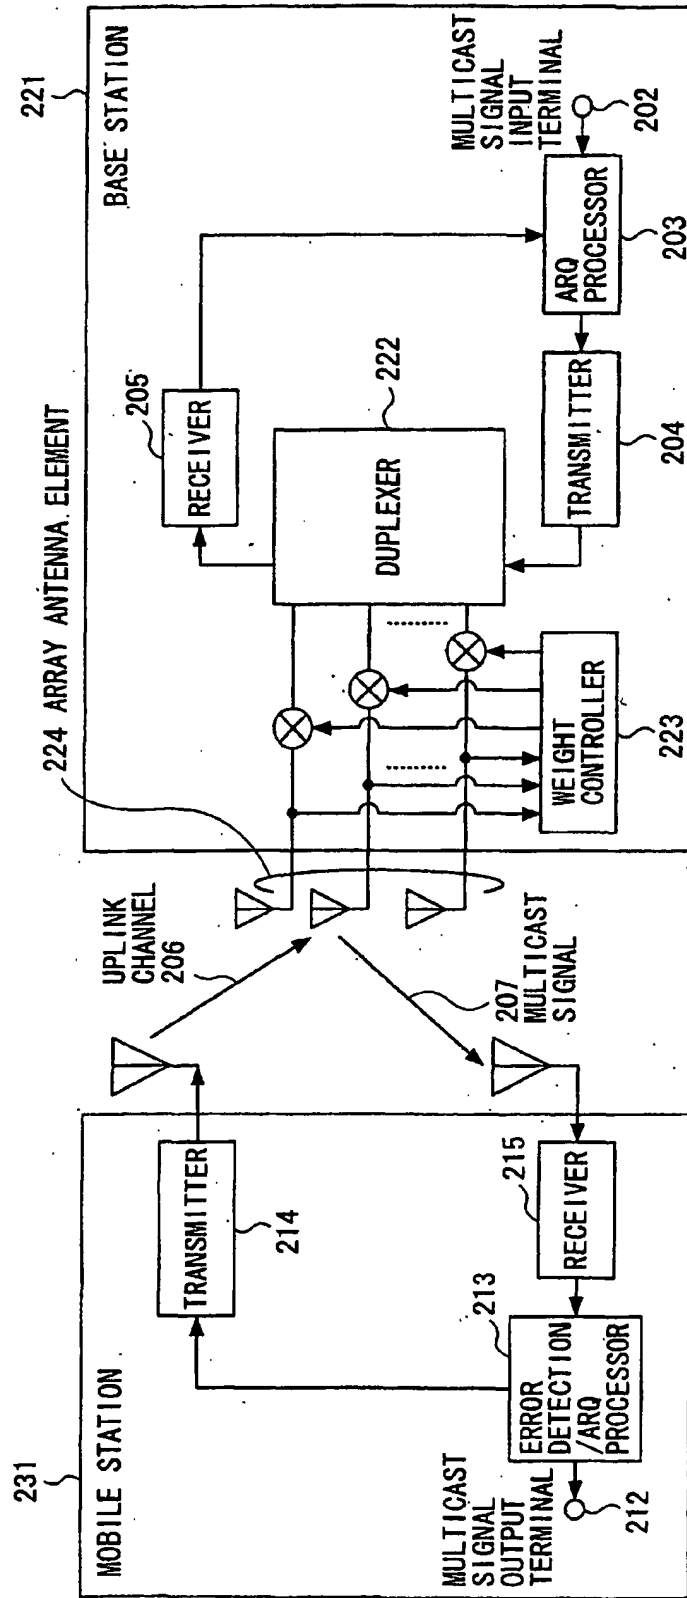 231
MOBILE STATION
TRANSMITTER
214
MULTICAST
SIGNAL
OUTPUT
TERMINAL
212
ERROR
DETECTION
/ARQ
PROCESSOR
213
RECEIVER
215
UPLINK
CHANNEL
206
207
MULTICAST
SIGNAL
224 ARRAY ANTENNA ELEMENT
221
BASE STATION
RECEIVER
205
DUPLEXER
222
WEIGHT
CONTROLLER
223
TRANSMITTER
204
ARQ
PROCESSOR
203
MULTICAST
SIGNAL
INPUT
TERMINAL
202